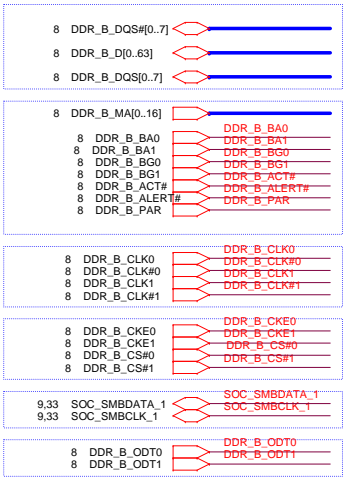 8 DDR_B_DQS#[0..7]
8 DDR_B_D[0..63]
8 DDR_B_DQS[0..7]
8 DDR_B_MA[0..16]
8 DDR_B_BA0 DDR_B_BA0
8 DDR_B_BA1 DDR_B_BA1
8 DDR_B_BG0 DDR_B_BG0
8 DDR_B_BG1 DDR_B_BG1
8 DDR_B_ACT# DDR_B_ACT#
8 DDR_B_ALERT# DDR_B_ALERT#
8 DDR_B_PAR DDR_B_PAR
8 DDR_B_CLK0 DDR_B_CLK0
8 DDR_B_CLK#0 DDR_B_CLK#0
8 DDR_B_CLK1 DDR_B_CLK1
8 DDR_B_CLK#1 DDR_B_CLK#1
8 DDR_B_CKE0 DDR_B_CKE0
8 DDR_B_CKE1 DDR_B_CKE1
8 DDR_B_CS#0 DDR_B_CS#0
8 DDR_B_CS#1 DDR_B_CS#1
9,33 SOC_SMBDATA_1 SOC_SMBDATA_1
9,33 SOC_SMBCLK_1 SOC_SMBCLK_1
8 DDR_B_ODT0 DDR_B_ODT0
8 DDR_B_ODT1 DDR_B_ODT1